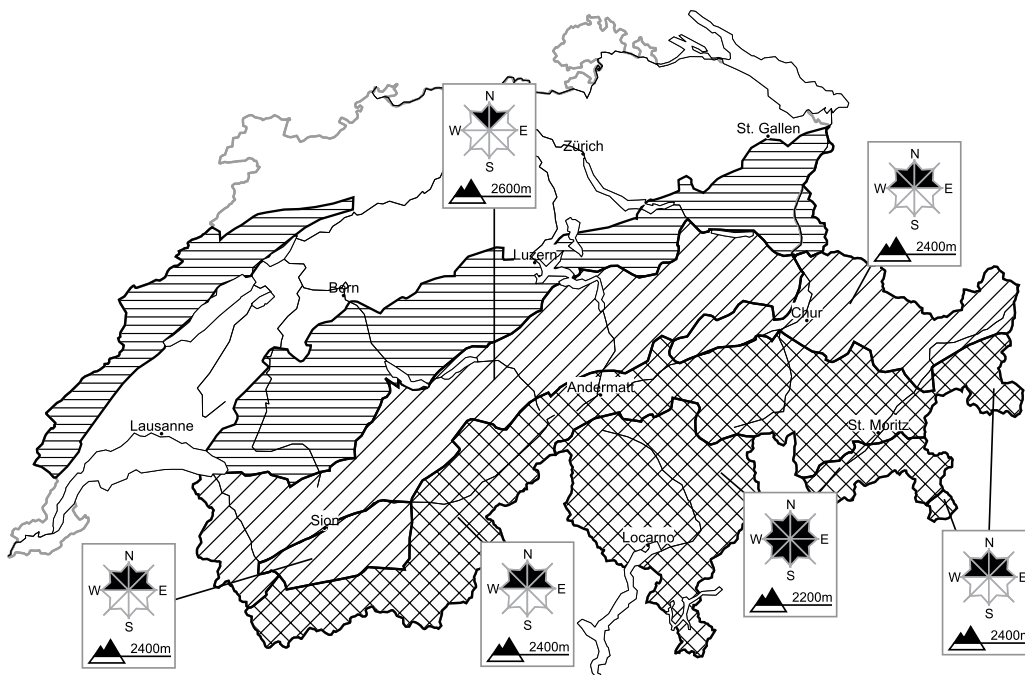 N
W E
S
2600m
Zürich
St. Gallen
N
W E
S
2400m
Luzern
Bern
Chur
Andermatt
Lausanne
St. Moritz
Sion
Locarno
N
W E
S
2200m
N
W E
S
2400m
N
W E
S
2400m
N
W E
S
2400m